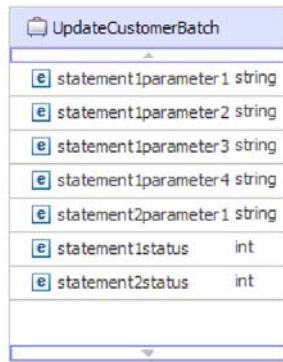 UpdateCustomerBatch
e statement1parameter1 string
e statement1parameter2 string
e statement1parameter3 string
e statement1parameter4 string
e statement2parameter1 string
e statement1status int
e statement2status int